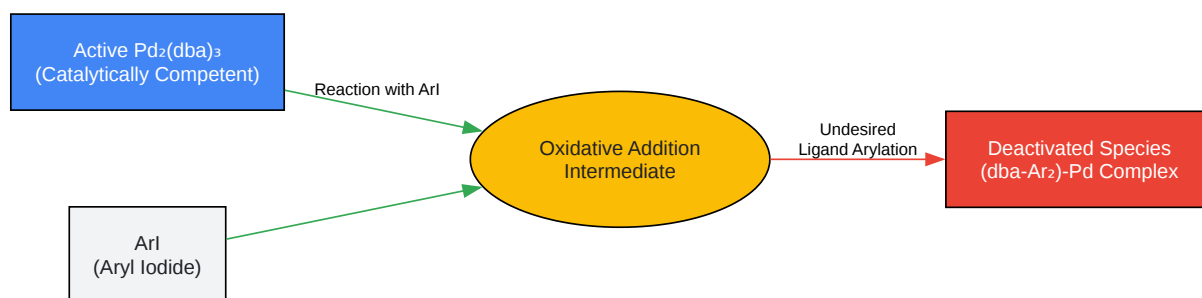 Active Pd₂(dba)₃
(Catalytically Competent)
Reaction with ArI
ArI
(Aryl Iodide)
Oxidative Addition
Intermediate
Undesired
Ligand Arylation
Deactivated Species
(dba-Ar₂)-Pd Complex